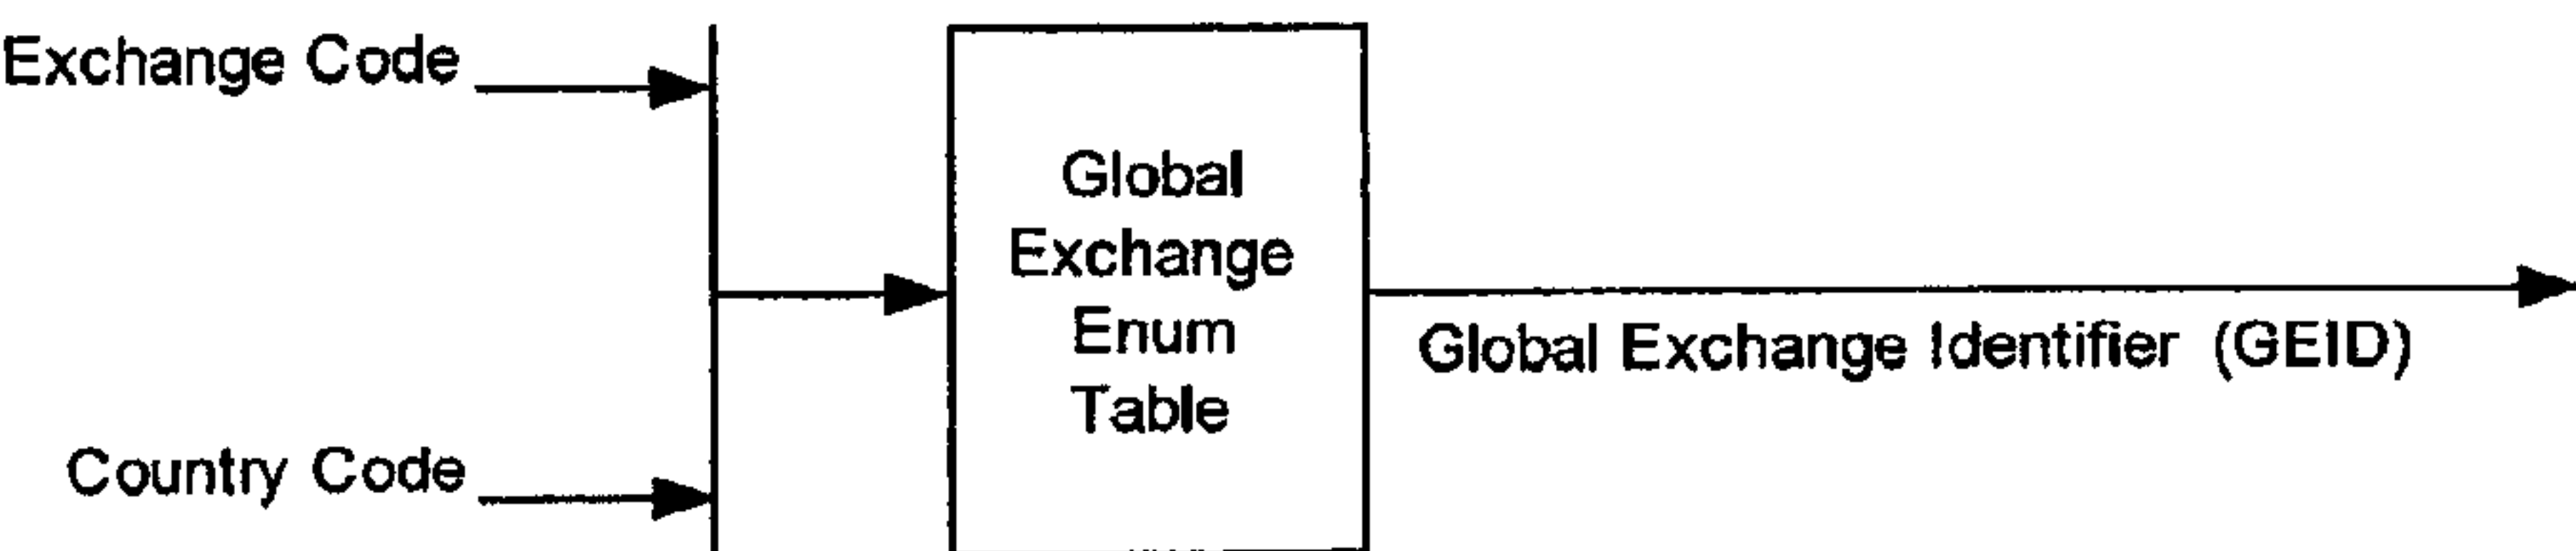 Exchange Code
Global
Exchange
Enum
Table
Global Exchange Identifier (GEID)
Country Code